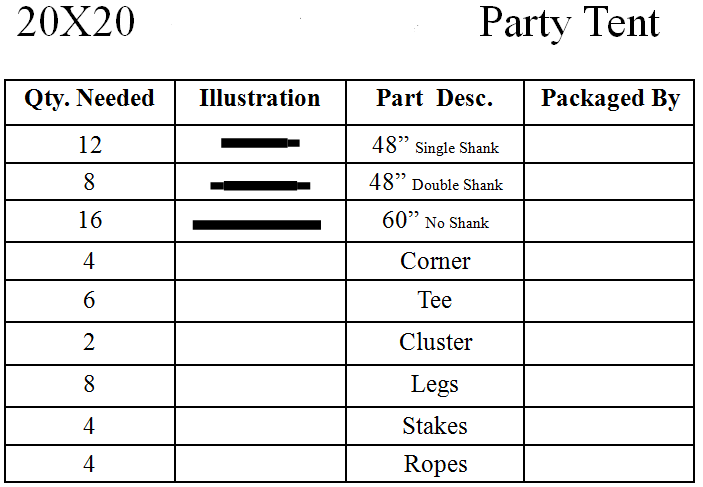 20X20 Party Tent
Qty. Needed Illustration Part Desc. Packaged By
12 48” Single Shank
8 48” Double Shank
16 60” No Shank
4 Corner
6 Tee
2 Cluster
8 Legs
4 Stakes
4 Ropes